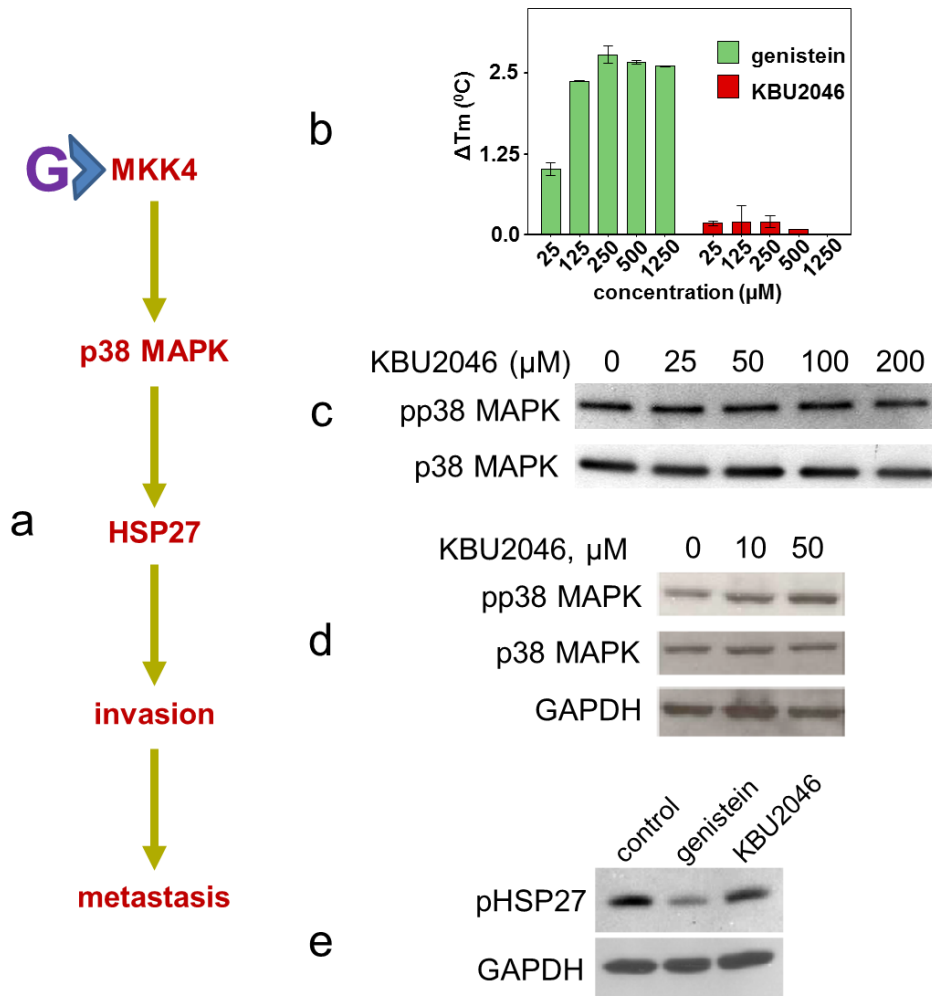 a
G
MKK4
p38 MAPK
HSP27
invasion
metastasis
b
ΔTm (⁰C)
2.5
1.25
0.0
genistein
KBU2046
25 125 250 500 1250 25 125 250 500 1250
concentration (µM)
c
KBU2046 (µM) 0 25 50 100 200
pp38 MAPK
p38 MAPK
d
KBU2046, µM 0 10 50
pp38 MAPK
p38 MAPK
GAPDH
e
control genistein KBU2046
pHSP27
GAPDH